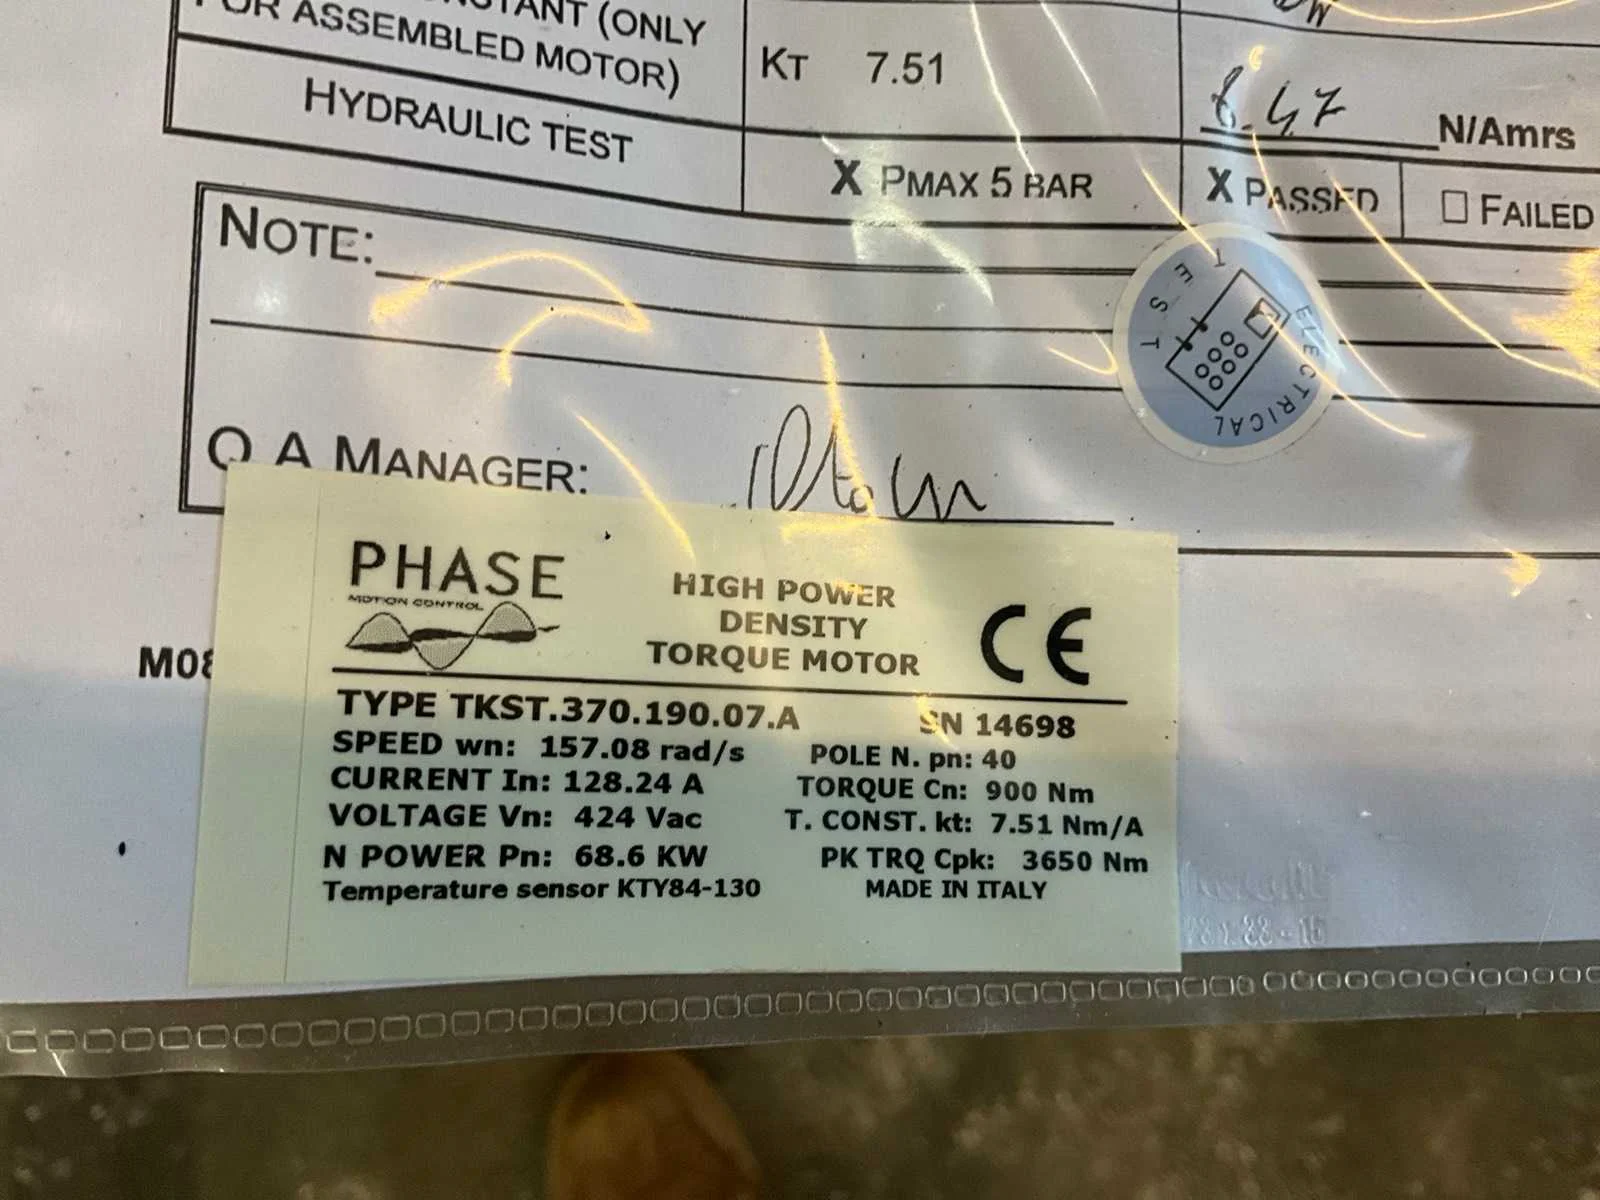 (ONLY
FOR ASSEMBLED MOTOR)
KT 7.51
8.47 N/Amrs
HYDRAULIC TEST
X PMAX 5 BAR
X PASSED
☐ FAILED
NOTE:
ELECTRICAL TEST
Q A MANAGER:
PHASE
MOTION CONTROL
HIGH POWER
DENSITY
TORQUE MOTOR
CE
M08
TYPE TKST.370.190.07.A SN 14698
SPEED wn: 157.08 rad/s POLE N. pn: 40
CURRENT In: 128.24 A TORQUE Cn: 900 Nm
VOLTAGE Vn: 424 Vac T. CONST. kt: 7.51 Nm/A
N POWER Pn: 68.6 KW PK TRQ Cpk: 3650 Nm
Temperature sensor KTY84-130 MADE IN ITALY